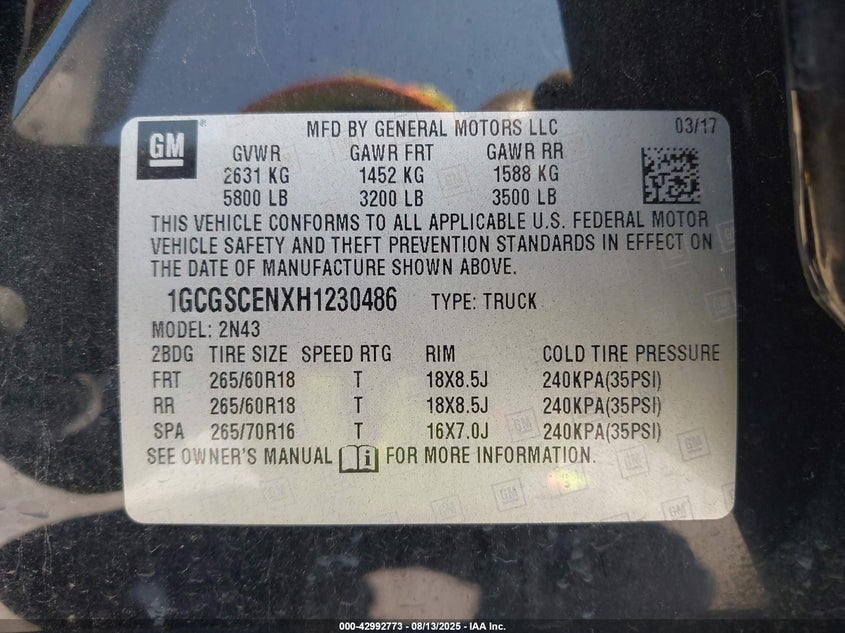 GM
MFD BY GENERAL MOTORS LLC 03/17
GVWR GAWR FRT GAWR RR
2631 KG 1452 KG 1588 KG
5800 LB 3200 LB 3500 LB
THIS VEHICLE CONFORMS TO ALL APPLICABLE U.S. FEDERAL MOTOR
VEHICLE SAFETY AND THEFT PREVENTION STANDARDS IN EFFECT ON
THE DATE OF MANUFACTURE SHOWN ABOVE.
1GCGSCENXH1230486 TYPE: TRUCK
MODEL: 2N43
2BDG TIRE SIZE SPEED RTG RIM COLD TIRE PRESSURE
FRT 265/60R18 T 18X8.5J 240KPA(35PSI)
RR 265/60R18 T 18X8.5J 240KPA(35PSI)
SPA 265/70R16 T 16X7.0J 240KPA(35PSI)
SEE OWNER'S MANUAL i FOR MORE INFORMATION.
000-42992773 - 08/13/2025 - IAA Inc.